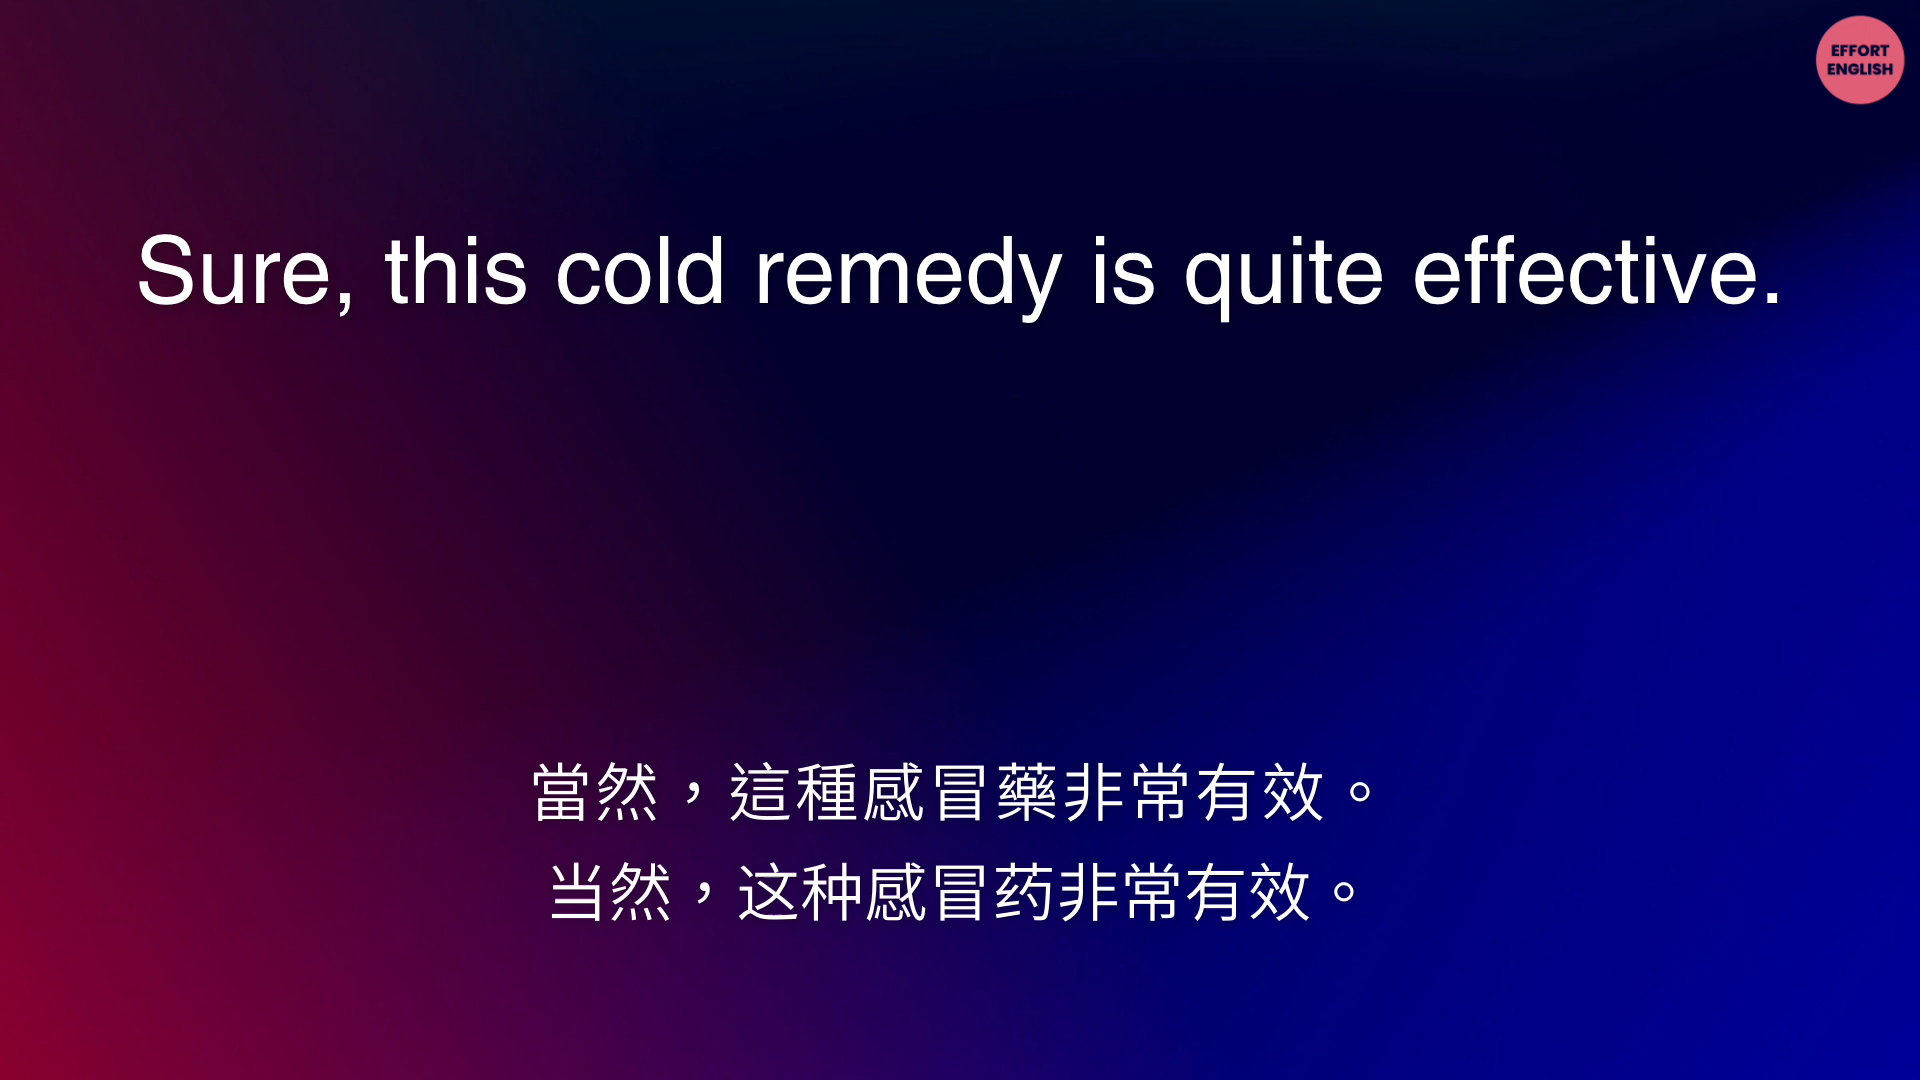 EFFORT
ENGLISH
Sure, this cold remedy is quite effective.
當然，這種感冒藥非常有效。
当然，这种感冒药非常有效。